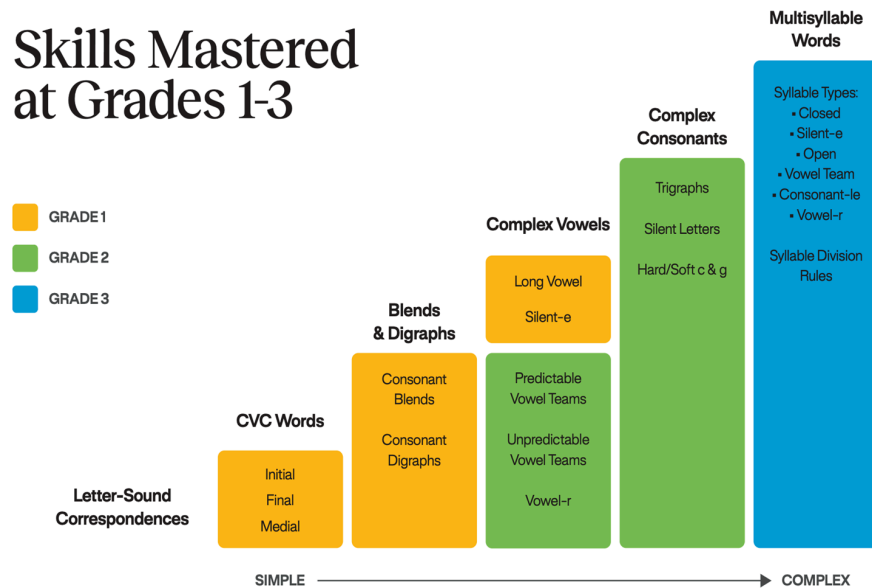 Skills Mastered
at Grades 1-3
GRADE 1
GRADE 2
GRADE 3
Letter-Sound
Correspondences
CVC Words
Initial
Final
Medial
Blends
& Digraphs
Consonant
Blends
Consonant
Digraphs
Complex Vowels
Long Vowel
Silent-e
Predictable
Vowel Teams
Unpredictable
Vowel Teams
Vowel-r
Complex
Consonants
Trigraphs
Silent Letters
Hard/Soft c & g
Multisyllable
Words
Syllable Types:
▪ Closed
▪ Silent-e
▪ Open
▪ Vowel Team
▪ Consonant-le
▪ Vowel-r
Syllable Division
Rules
SIMPLE
COMPLEX